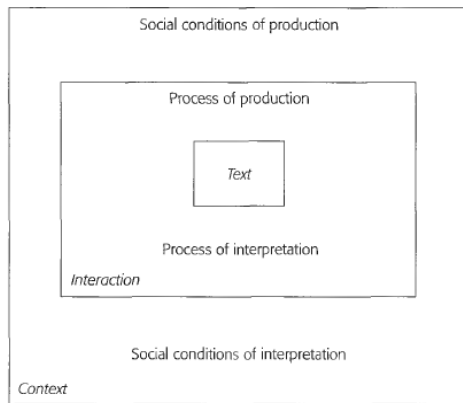 Social conditions of production
Process of production
Text
Process of interpretation
Interaction
Social conditions of interpretation
Context